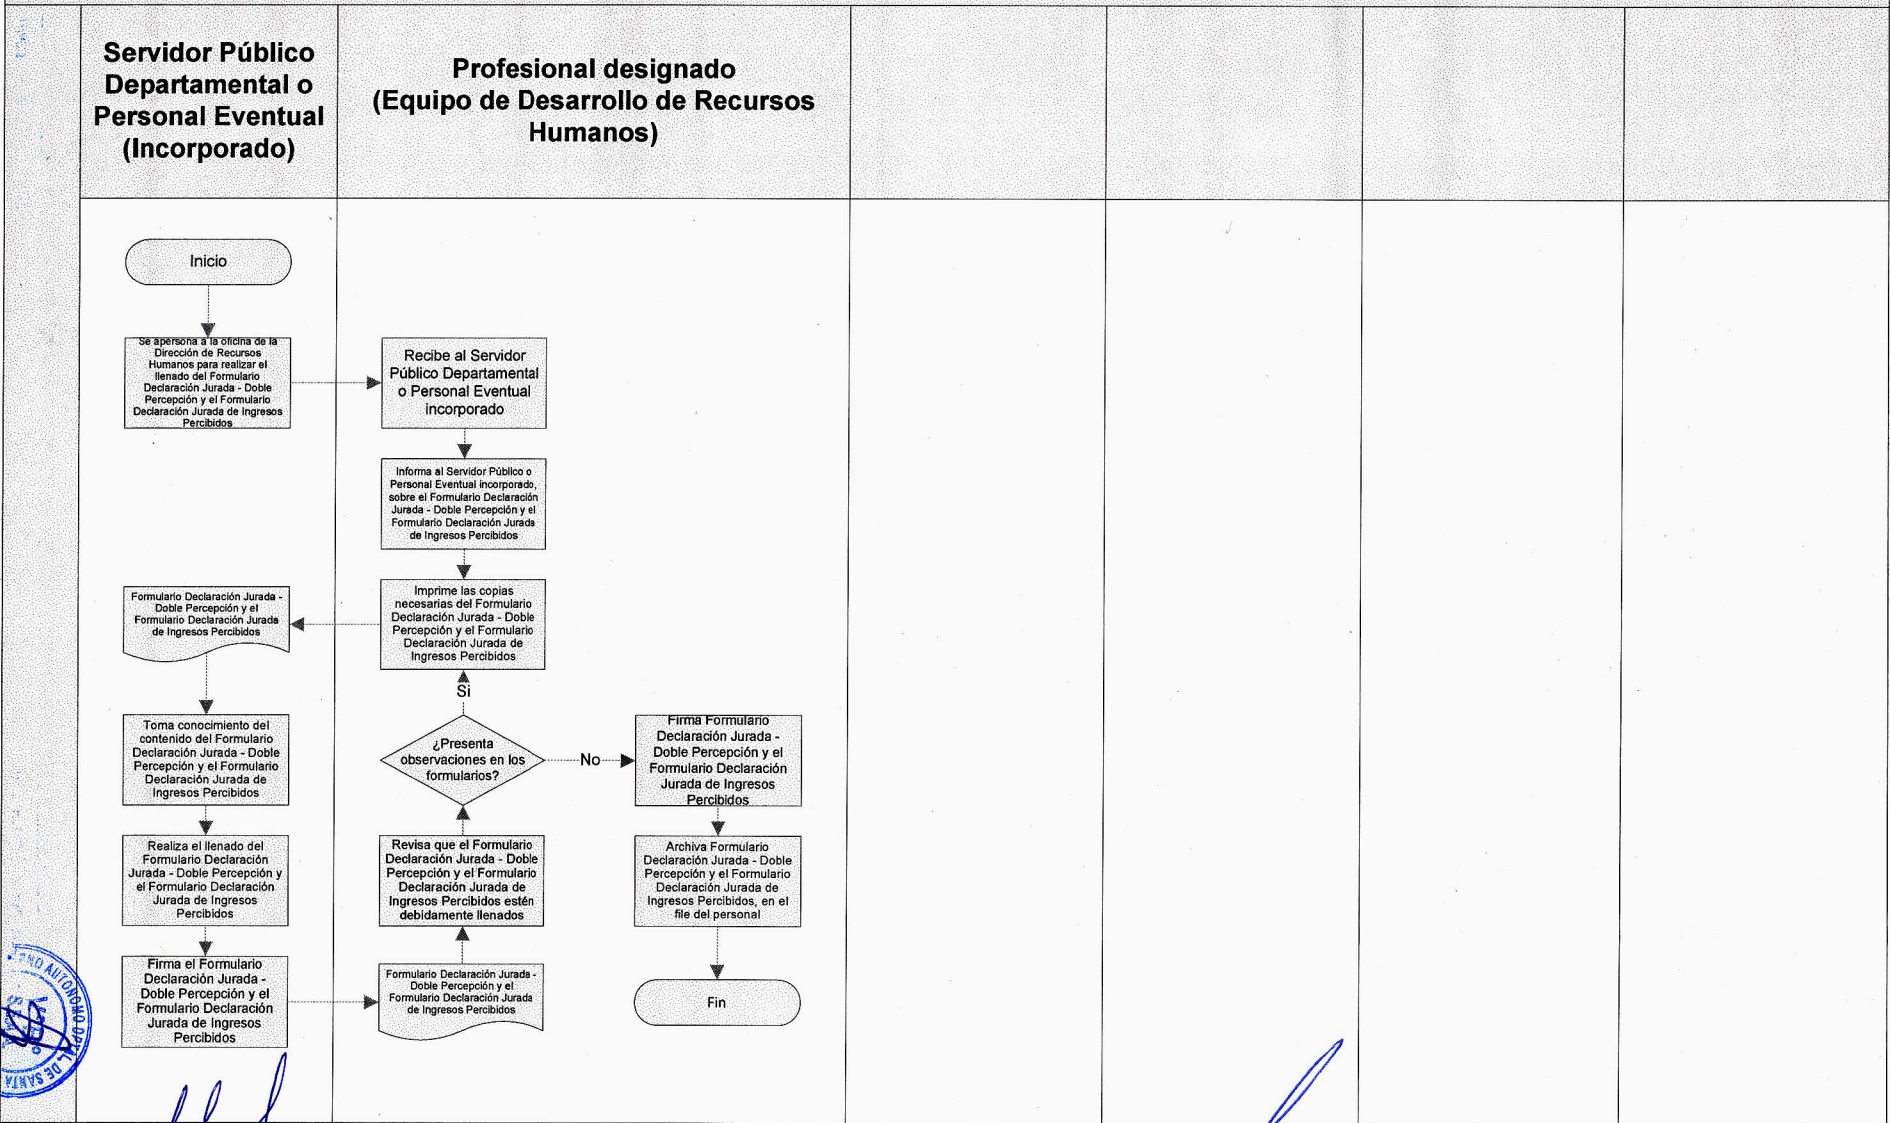 Servidor Público
Departamental o
Personal Eventual
(Incorporado)
Profesional designado
(Equipo de Desarrollo de Recursos
Humanos)
Inicio
Se apersona a la oficina de la
Dirección de Recursos
Humanos para realizar el
llenado del Formulario
Declaración Jurada - Doble
Percepción y el Formulario
Declaración Jurada de Ingresos
Percibidos
Recibe al Servidor
Público Departamental
o Personal Eventual
incorporado
Informa al Servidor Público o
Personal Eventual incorporado,
sobre el Formulario Declaración
Jurada - Doble Percepción y el
Formulario Declaración Jurada
de Ingresos Percibidos
Imprime las copias
necesarias del Formulario
Declaración Jurada - Doble
Percepción y el Formulario
Declaración Jurada de
Ingresos Percibidos
Formulario Declaración Jurada -
Doble Percepción y el
Formulario Declaración Jurada
de Ingresos Percibidos
Toma conocimiento del
contenido del Formulario
Declaración Jurada - Doble
Percepción y el Formulario
Declaración Jurada de
Ingresos Percibidos
Realiza el llenado del
Formulario Declaración
Jurada - Doble Percepción y
el Formulario Declaración
Jurada de Ingresos
Percibidos
Firma el Formulario
Declaración Jurada -
Doble Percepción y el
Formulario Declaración
Jurada de Ingresos
Percibidos
Formulario Declaración Jurada -
Doble Percepción y el
Formulario Declaración Jurada
de Ingresos Percibidos
Revisa que el Formulario
Declaración Jurada - Doble
Percepción y el Formulario
Declaración Jurada de
Ingresos Percibidos estén
debidamente llenados
¿Presenta
observaciones en los
formularios?
Si
No
Firma Formulario
Declaración Jurada -
Doble Percepción y el
Formulario Declaración
Jurada de Ingresos
Percibidos
Archiva Formulario
Declaración Jurada - Doble
Percepción y el Formulario
Declaración Jurada de
Ingresos Percibidos, en el
file del personal
Fin
AUTONOMO DPTAL. DE SANTA